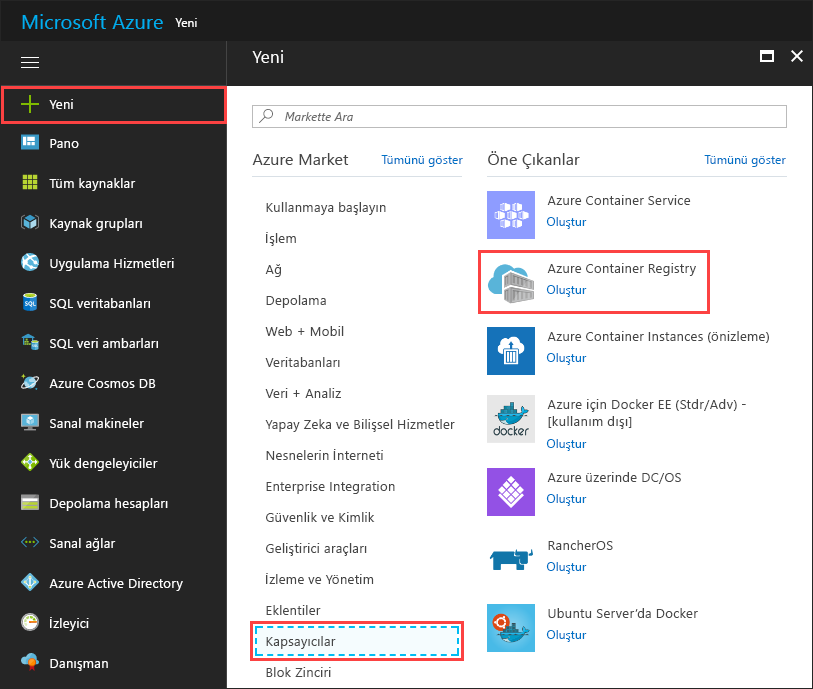 Microsoft Azure Yeni
Yeni
Pano
Tüm kaynaklar
Kaynak grupları
Uygulama Hizmetleri
SQL veritabanları
SQL veri ambarları
Azure Cosmos DB
Sanal makineler
Yük dengeleyiciler
Depolama hesapları
Sanal ağlar
Azure Active Directory
İzleyici
Danışman
Yeni
Markette Ara
Azure Market Tümünü göster
Kullanmaya başlayın
İşlem
Ağ
Depolama
Web + Mobil
Veritabanları
Veri + Analiz
Yapay Zeka ve Bilişsel Hizmetler
Nesnelerin İnterneti
Enterprise Integration
Güvenlik ve Kimlik
Geliştirici araçları
İzleme ve Yönetim
Eklentiler
Kapsayıcılar
Blok Zinciri
Öne Çıkanlar Tümünü göster
Azure Container Service
Oluştur
Azure Container Registry
Oluştur
Azure Container Instances (önizleme)
Oluştur
docker
Azure için Docker EE (Stdr/Adv) -
[kullanım dışı]
Oluştur
Azure üzerinde DC/OS
Oluştur
RancherOS
Oluştur
Ubuntu Server'da Docker
Oluştur